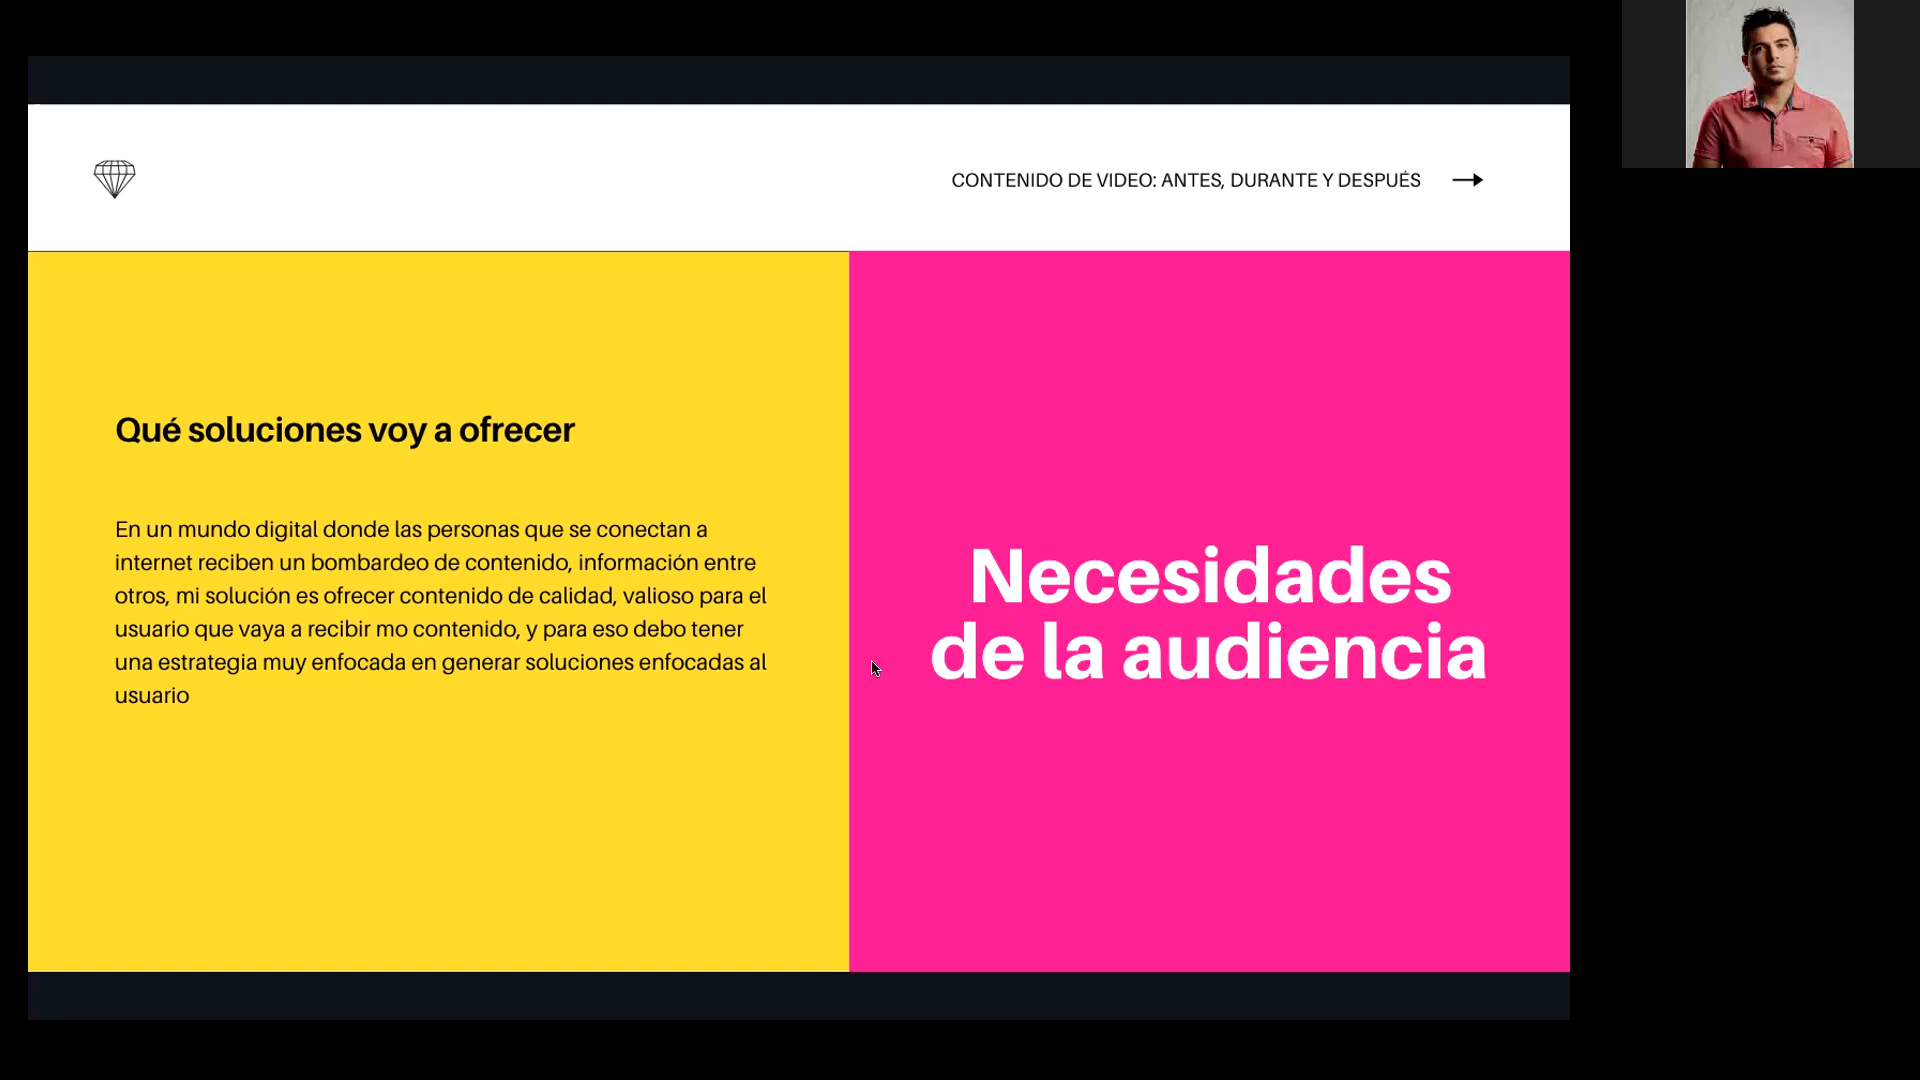 CONTENIDO DE VIDEO: ANTES, DURANTE Y DESPUÉS
Qué soluciones voy a ofrecer
En un mundo digital donde las personas que se conectan a
internet reciben un bombardeo de contenido, información entre
otros, mi solución es ofrecer contenido de calidad, valioso para el
usuario que vaya a recibir mo contenido, y para eso debo tener
una estrategia muy enfocada en generar soluciones enfocadas al
usuario
Necesidades
de la audiencia